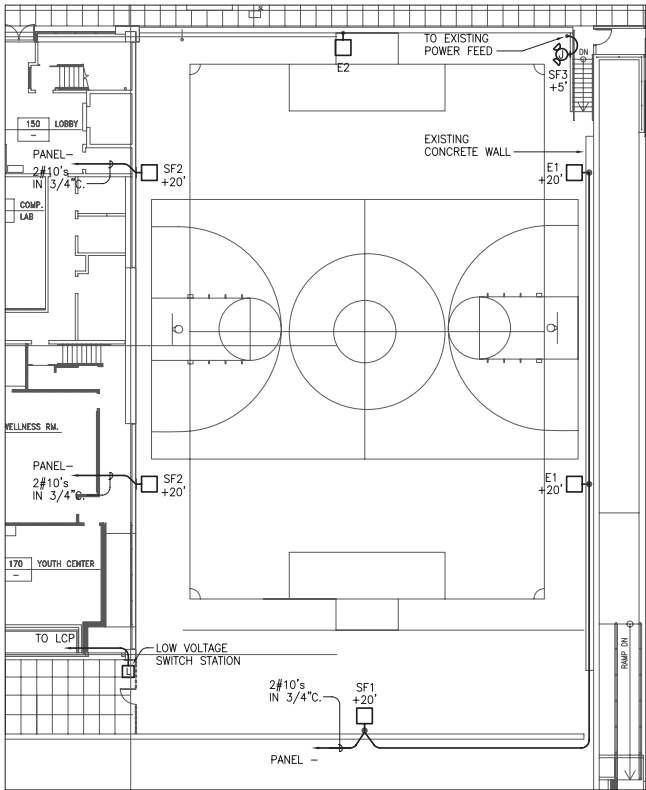 TO EXISTING
POWER FEED
E2
DN
SF3
+5'
150 LOBBY
–
EXISTING
CONCRETE WALL
PANEL–
2#10's
IN 3/4"C.
SF2
+20'
E1
+20'
COMP.
LAB
WELLNESS RM.
PANEL–
2#10's
IN 3/4"C.
SF2
+20'
E1
+20'
170 YOUTH CENTER
–
TO LCP
LOW VOLTAGE
SWITCH STATION
L
RAMP DN
2#10's
IN 3/4"C.
SF1
+20'
PANEL –